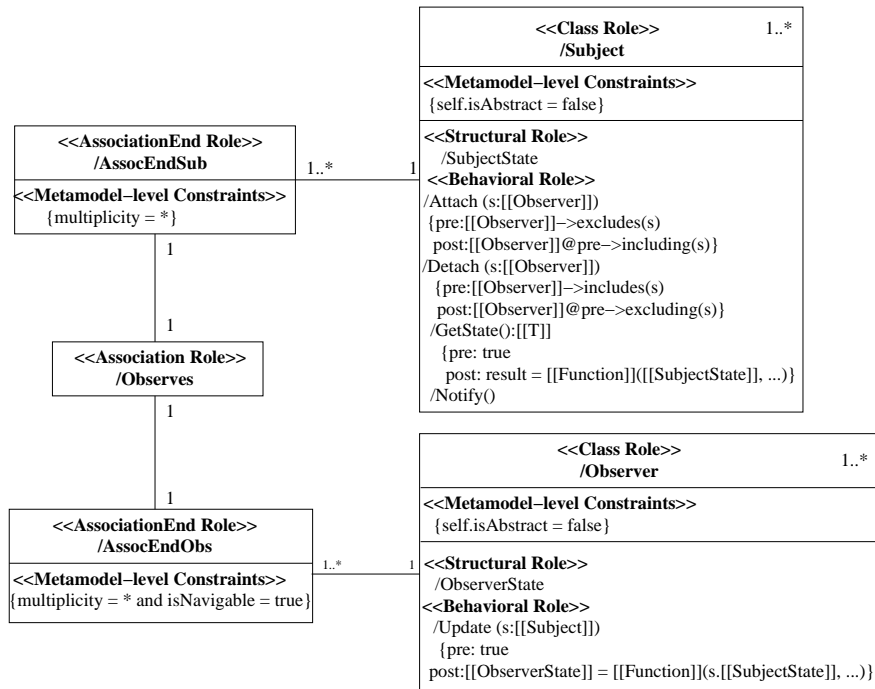 <<Class Role>> 1..*
/Subject
<<Metamodel−level Constraints>>
{self.isAbstract = false}
<<Structural Role>>
/SubjectState
<<Behavioral Role>>
/Attach (s:[[Observer]])
{pre:[[Observer]]−>excludes(s)
post:[[Observer]]@pre−>including(s)}
/Detach (s:[[Observer]])
{pre:[[Observer]]−>includes(s)
post:[[Observer]]@pre−>excluding(s)}
/GetState():[[T]]
{pre: true
post: result = [[Function]]([[SubjectState]], ...)}
/Notify()
<<AssociationEnd Role>>
/AssocEndSub
<<Metamodel−level Constraints>>
{multiplicity = *}
1..* 1
1
1
<<Association Role>>
/Observes
1
1
<<AssociationEnd Role>>
/AssocEndObs
<<Metamodel−level Constraints>>
{multiplicity = * and isNavigable = true}
1..* 1
<<Class Role>> 1..*
/Observer
<<Metamodel−level Constraints>>
{self.isAbstract = false}
<<Structural Role>>
/ObserverState
<<Behavioral Role>>
/Update (s:[[Subject]])
{pre: true
post:[[ObserverState]] = [[Function]](s.[[SubjectState]], ...)}